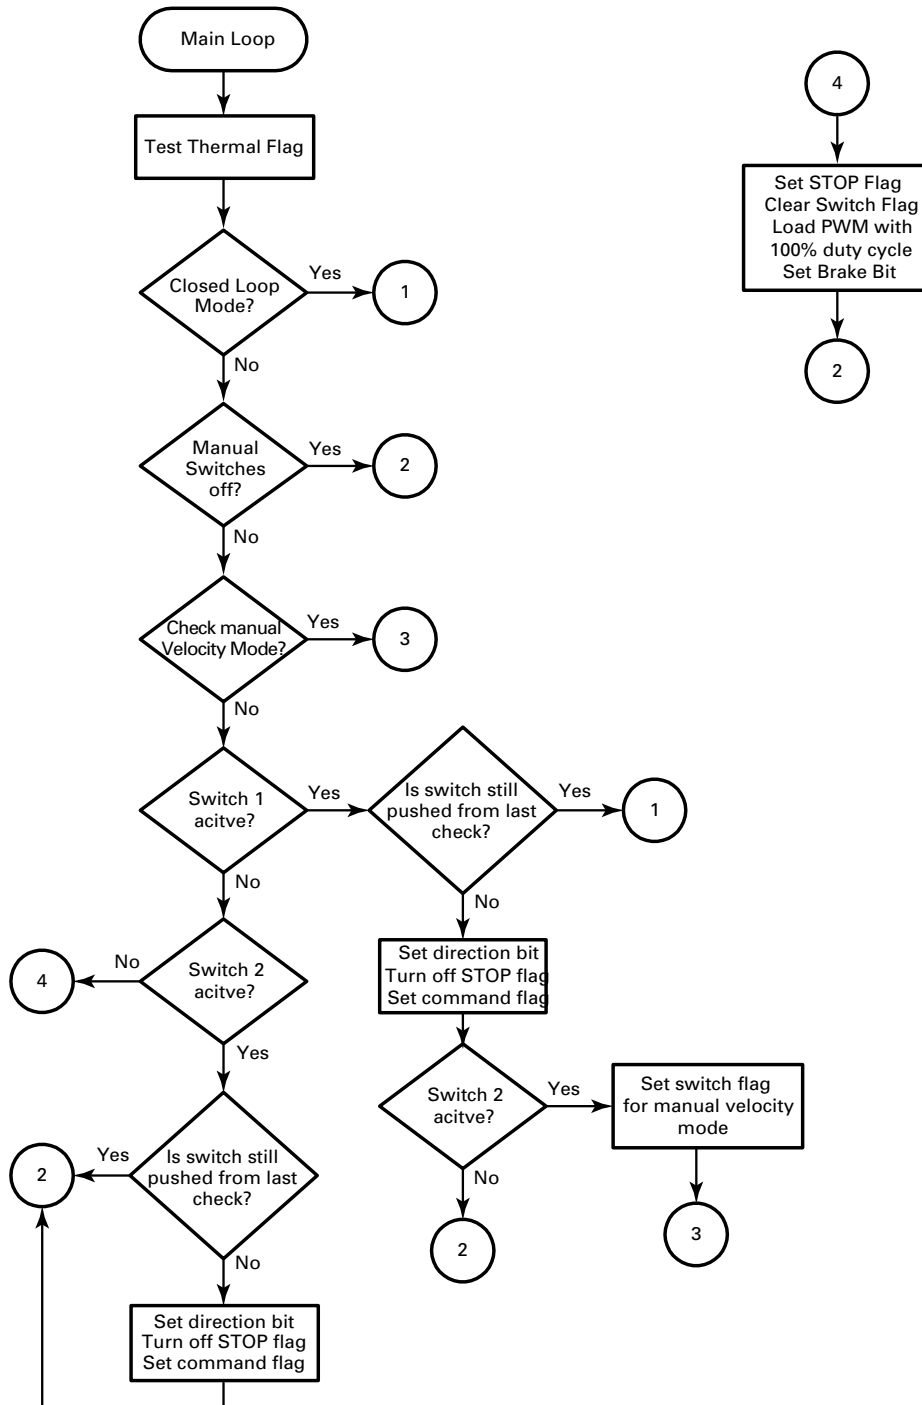 Main Loop
Test Thermal Flag
Closed Loop
Mode?
Yes
1
No
Manual
Switches
off?
Yes
2
No
Check manual
Velocity Mode?
Yes
3
No
Switch 1
acitve?
Yes
Is switch still
pushed from last
check?
Yes
1
No
No
Set direction bit
Turn off STOP flag
Set command flag
Switch 2
acitve?
No
4
Yes
Switch 2
acitve?
Yes
Set switch flag
for manual velocity
mode
3
No
2
Is switch still
pushed from last
check?
Yes
2
No
Set direction bit
Turn off STOP flag
Set command flag
4
Set STOP Flag
Clear Switch Flag
Load PWM with
100% duty cycle
Set Brake Bit
2